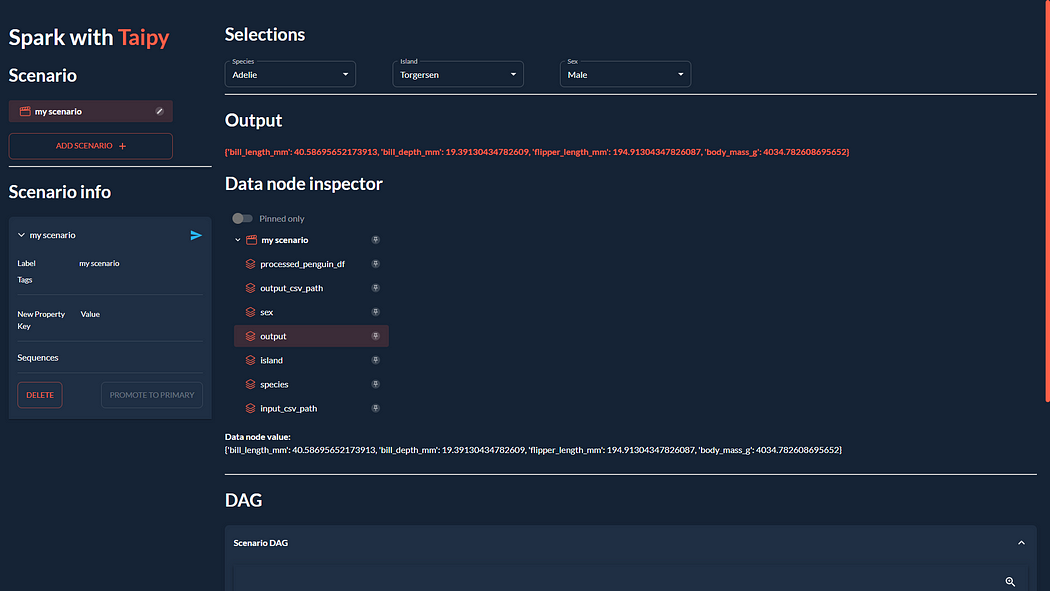 Spark with Taipy
Scenario
my scenario
ADD SCENARIO +
Scenario info
my scenario
Label my scenario
Tags
New Property Key Value
Sequences
DELETE PROMOTE TO PRIMARY
Selections
Species Island Sex
Adelie Torgersen Male
Output
{'bill_length_mm': 40.58695652173913, 'bill_depth_mm': 19.39130434782609, 'flipper_length_mm': 194.91304347826087, 'body_mass_g': 4034.782608695652}
Data node inspector
Pinned only
my scenario
processed_penguin_df
output_csv_path
sex
output
island
species
input_csv_path
Data node value:
{'bill_length_mm': 40.58695652173913, 'bill_depth_mm': 19.39130434782609, 'flipper_length_mm': 194.91304347826087, 'body_mass_g': 4034.782608695652}
DAG
Scenario DAG